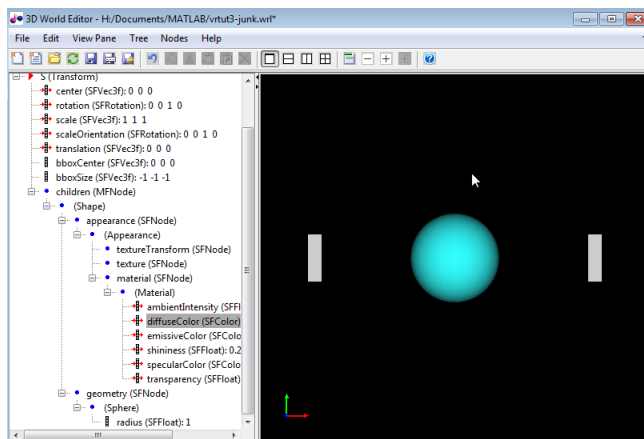 3D World Editor - H:/Documents/MATLAB/vrtut3-junk.wrl*
File Edit View Pane Tree Nodes Help
S (Transform)
center (SFVec3f): 0 0 0
rotation (SFRotation): 0 0 1 0
scale (SFVec3f): 1 1 1
scaleOrientation (SFRotation): 0 0 1 0
translation (SFVec3f): 0 0 0
bboxCenter (SFVec3f): 0 0 0
bboxSize (SFVec3f): -1 -1 -1
children (MFNode)
(Shape)
appearance (SFNode)
(Appearance)
textureTransform (SFNode)
texture (SFNode)
material (SFNode)
(Material)
ambientIntensity (SFFl
diffuseColor (SFColor)
emissiveColor (SFColo
shininess (SFFloat): 0.2
specularColor (SFColo
transparency (SFFloat)
geometry (SFNode)
(Sphere)
radius (SFFloat): 1